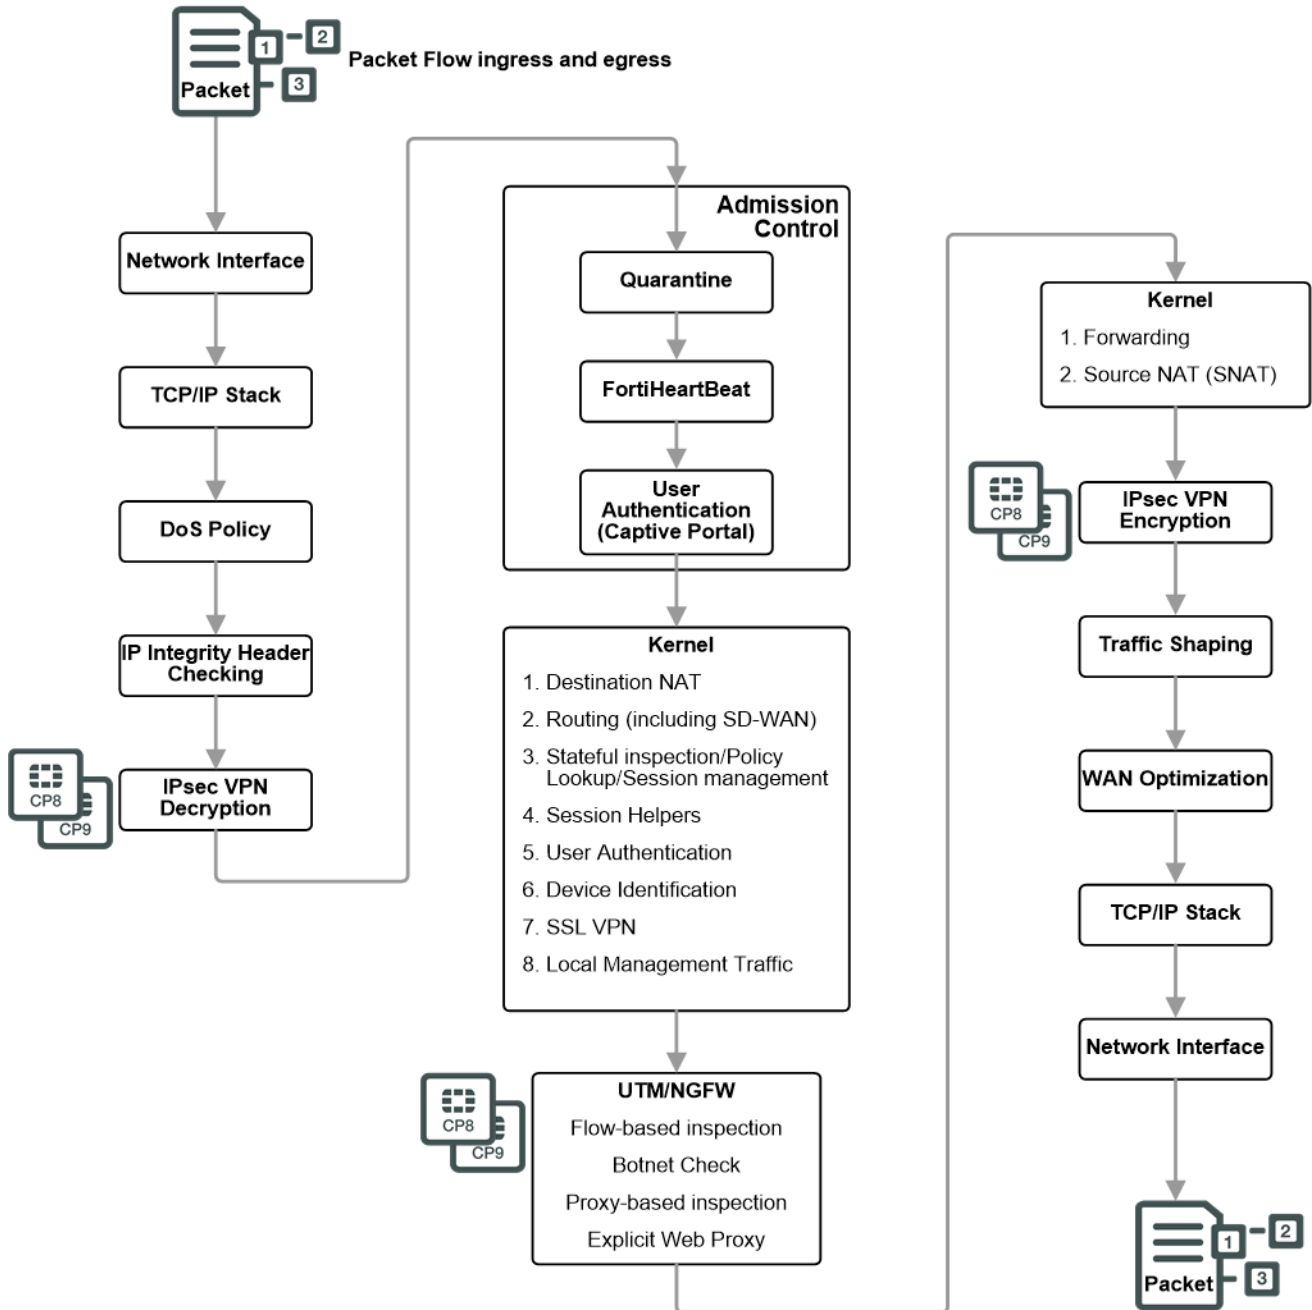 1
2
3
Packet
Packet Flow ingress and egress
Network Interface
TCP/IP Stack
DoS Policy
IP Integrity Header
Checking
IPsec VPN
Decryption
CP8
CP9
Admission
Control
Quarantine
FortiHeartBeat
User
Authentication
(Captive Portal)
Kernel
1. Destination NAT
2. Routing (including SD-WAN)
3. Stateful inspection/Policy
Lookup/Session management
4. Session Helpers
5. User Authentication
6. Device Identification
7. SSL VPN
8. Local Management Traffic
UTM/NGFW
Flow-based inspection
Botnet Check
Proxy-based inspection
Explicit Web Proxy
CP8
CP9
Kernel
1. Forwarding
2. Source NAT (SNAT)
IPsec VPN
Encryption
CP8
CP9
Traffic Shaping
WAN Optimization
TCP/IP Stack
Network Interface
1
2
3
Packet